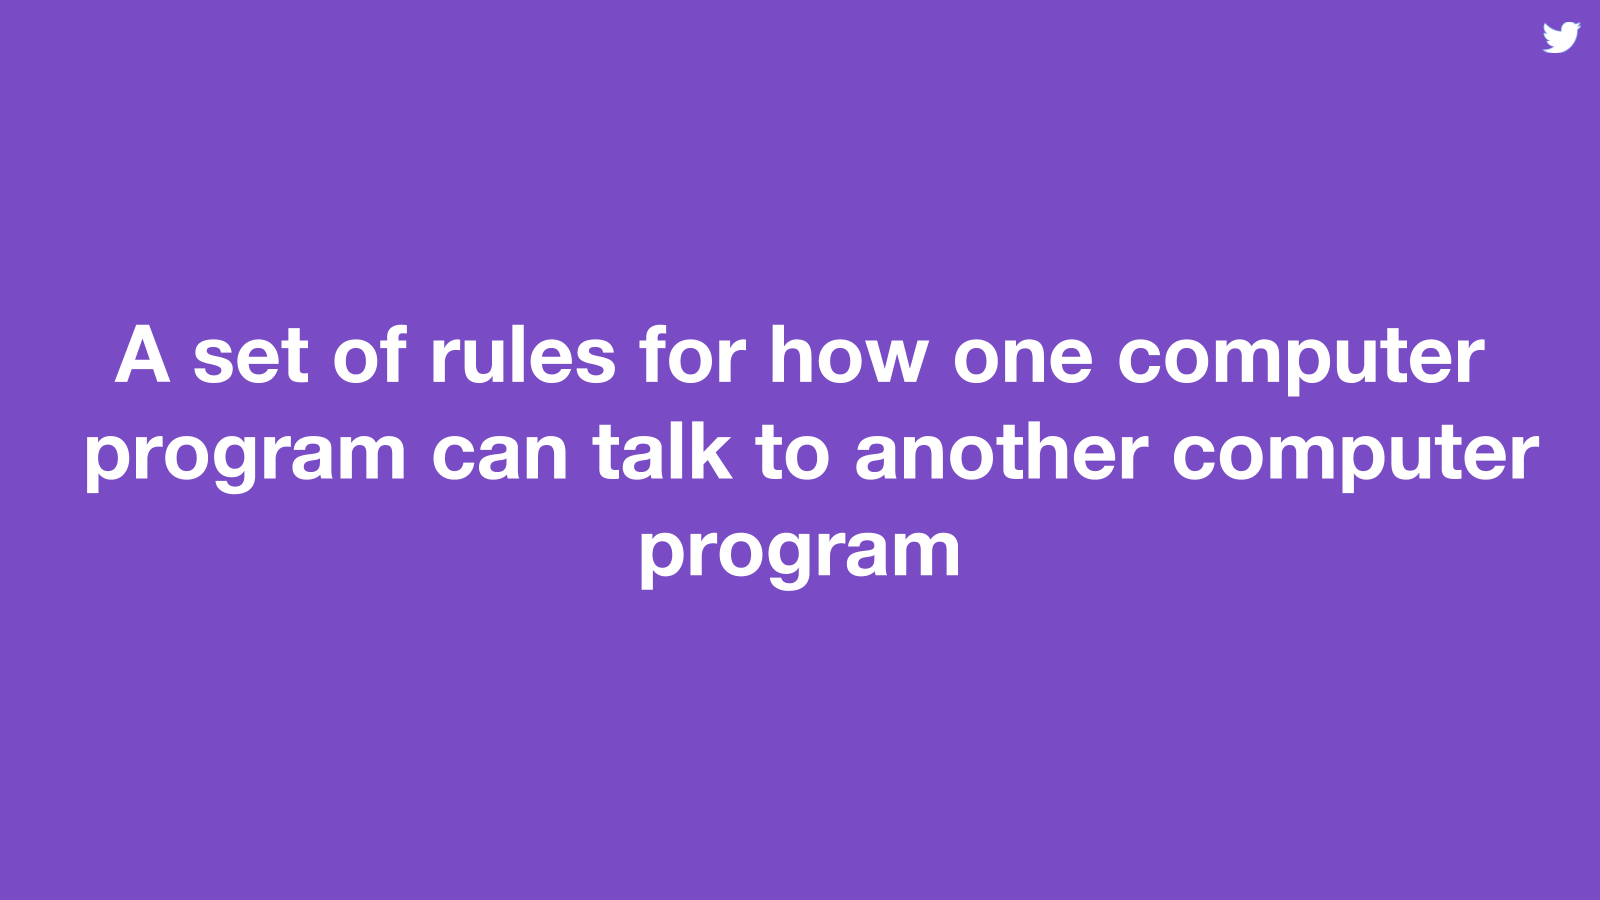 A set of rules for how one computer
program can talk to another computer
program